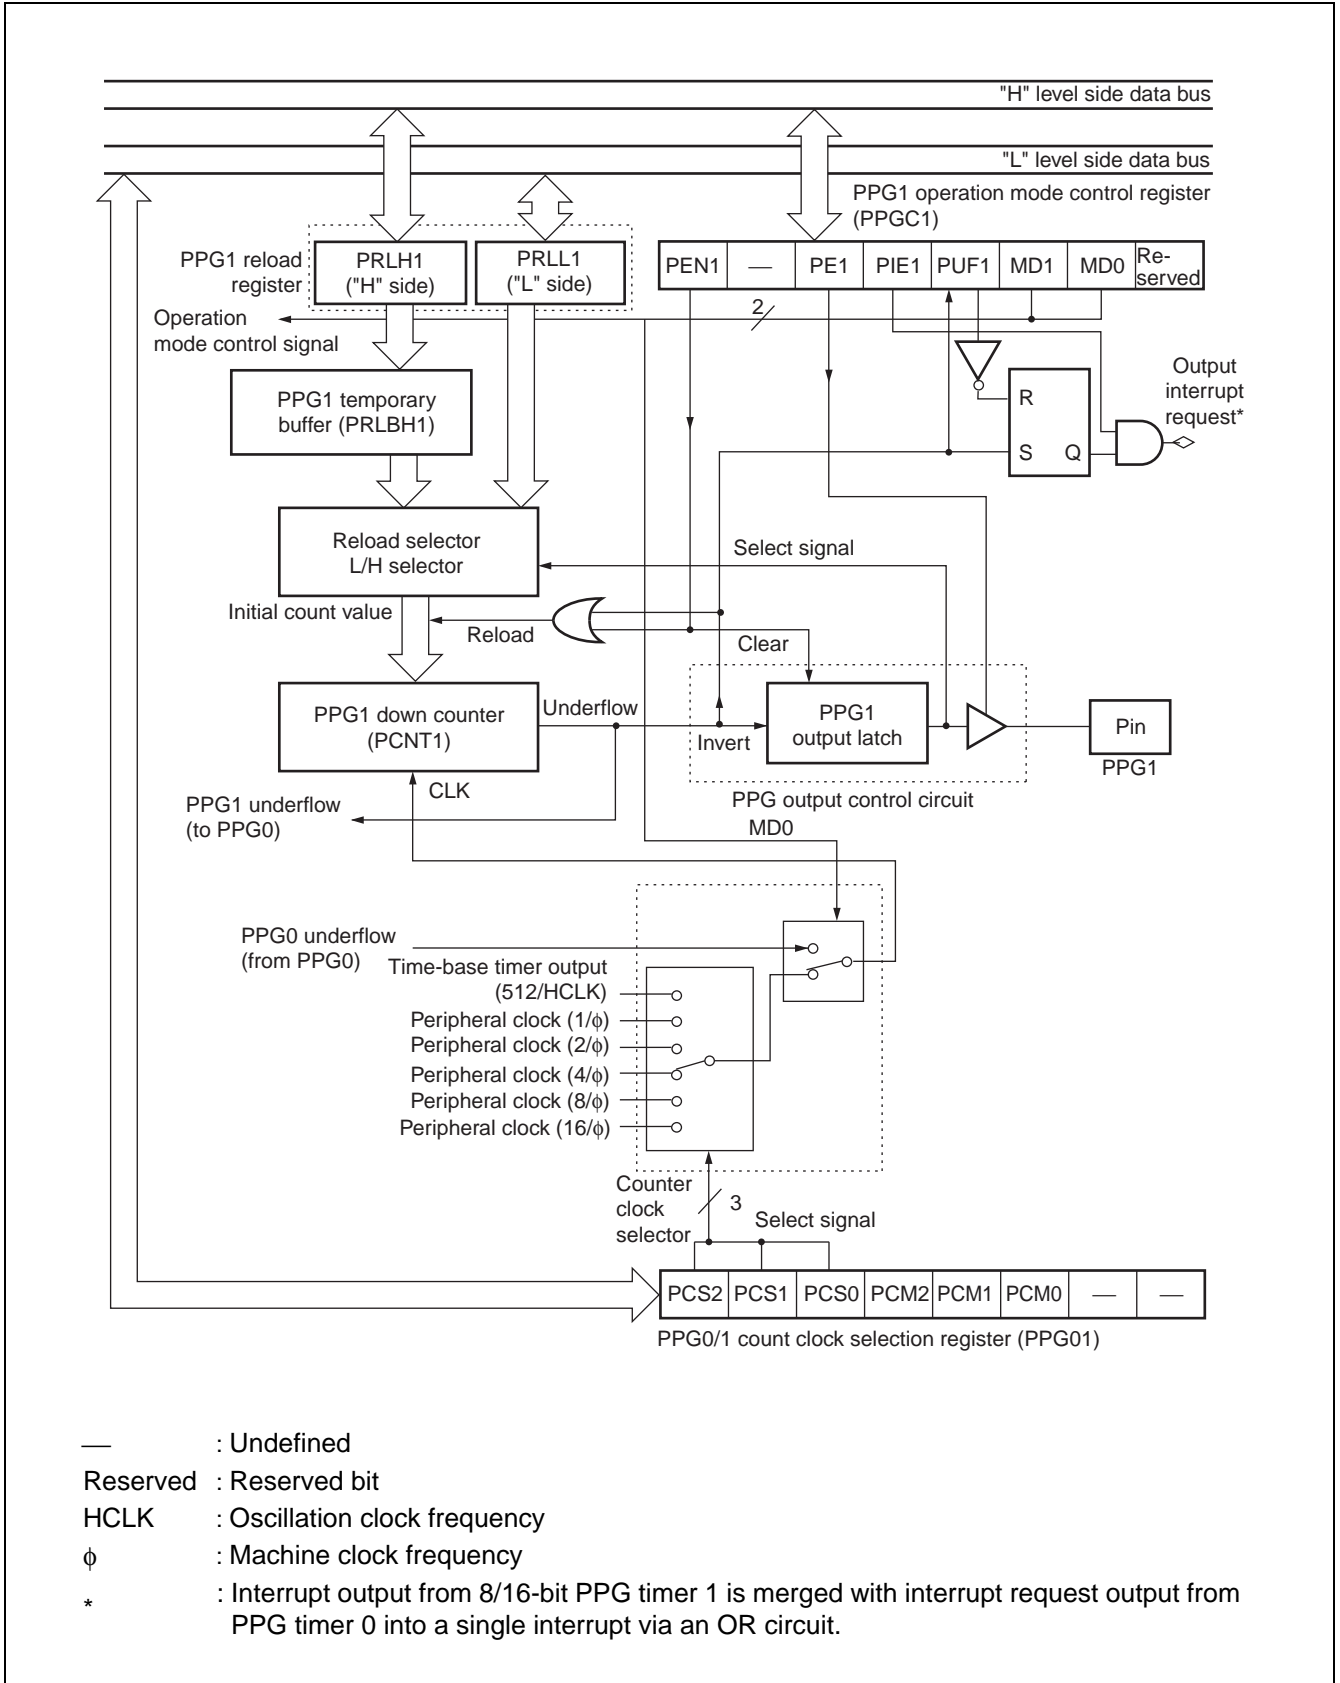 "H" level side data bus
"L" level side data bus
PPG1 operation mode control register
(PPGC1)
PPG1 reload
register
PRLH1
("H" side)
PRLL1
("L" side)
PEN1 — PE1 PIE1 PUF1 MD1 MD0 Re-
served
Operation
mode control signal
2
Output
interrupt
request*
PPG1 temporary
buffer (PRLBH1)
R
S Q
Reload selector
L/H selector
Select signal
Initial count value
Reload
Clear
PPG1 down counter
(PCNT1)
Underflow
Invert
PPG1
output latch
Pin
PPG1
CLK
PPG output control circuit
PPG1 underflow
(to PPG0)
MD0
PPG0 underflow
(from PPG0)
Time-base timer output
(512/HCLK)
Peripheral clock (1/ϕ)
Peripheral clock (2/ϕ)
Peripheral clock (4/ϕ)
Peripheral clock (8/ϕ)
Peripheral clock (16/ϕ)
Counter
clock
selector
3
Select signal
PCS2 PCS1 PCS0 PCM2 PCM1 PCM0 — —
PPG0/1 count clock selection register (PPG01)
— : Undefined
Reserved : Reserved bit
HCLK : Oscillation clock frequency
ϕ : Machine clock frequency
* : Interrupt output from 8/16-bit PPG timer 1 is merged with interrupt request output from
PPG timer 0 into a single interrupt via an OR circuit.